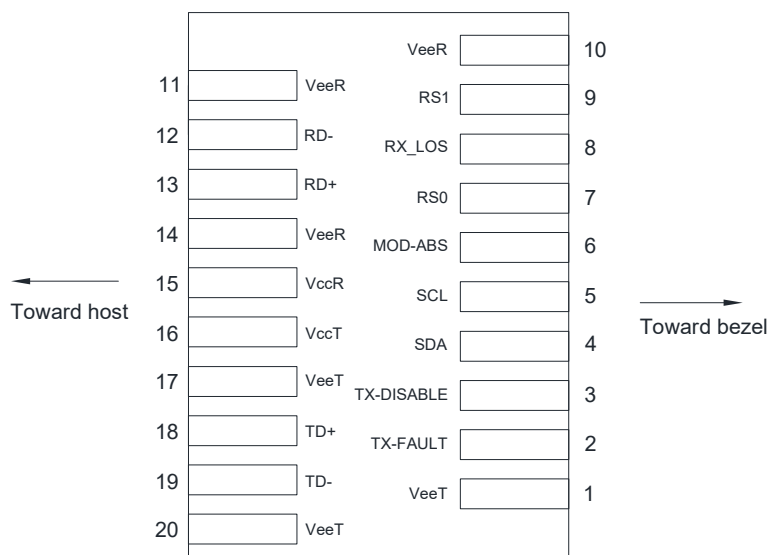 VeeR 10
11 VeeR
RS1 9
12 RD-
RX_LOS 8
13 RD+
RS0 7
14 VeeR
MOD-ABS 6
15 VccR
SCL 5
Toward host
Toward bezel
16 VccT
SDA 4
17 VeeT
TX-DISABLE 3
18 TD+
TX-FAULT 2
19 TD-
VeeT 1
20 VeeT